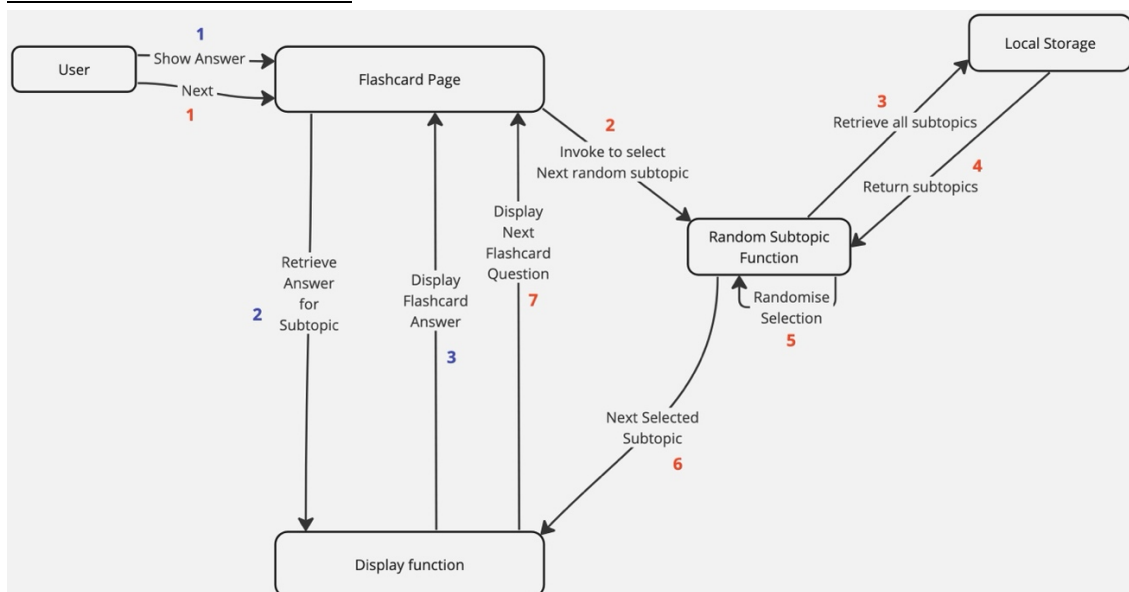 1
Show Answer
User
Next
1
Flashcard Page
Local Storage
2
Invoke to select
Next random subtopic
3
Retrieve all subtopics
4
Return subtopics
Random Subtopic
Function
Randomise
Selection
5
Display
Next
Flashcard
Question
7
Retrieve
Answer
for
Subtopic
2
Display
Flashcard
Answer
3
Next Selected
Subtopic
6
Display function